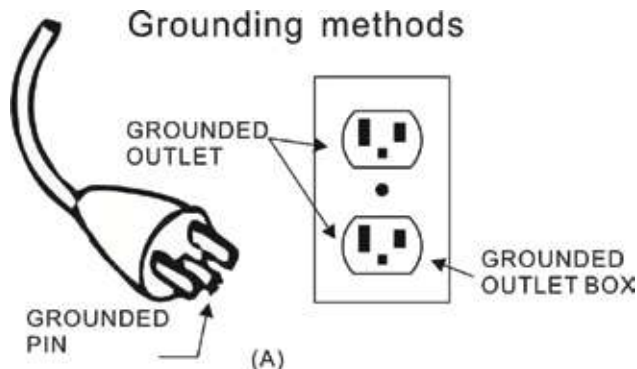 Grounding methods
GROUNDED
OUTLET
GROUNDED
OUTLET BOX
GROUNDED
PIN
(A)